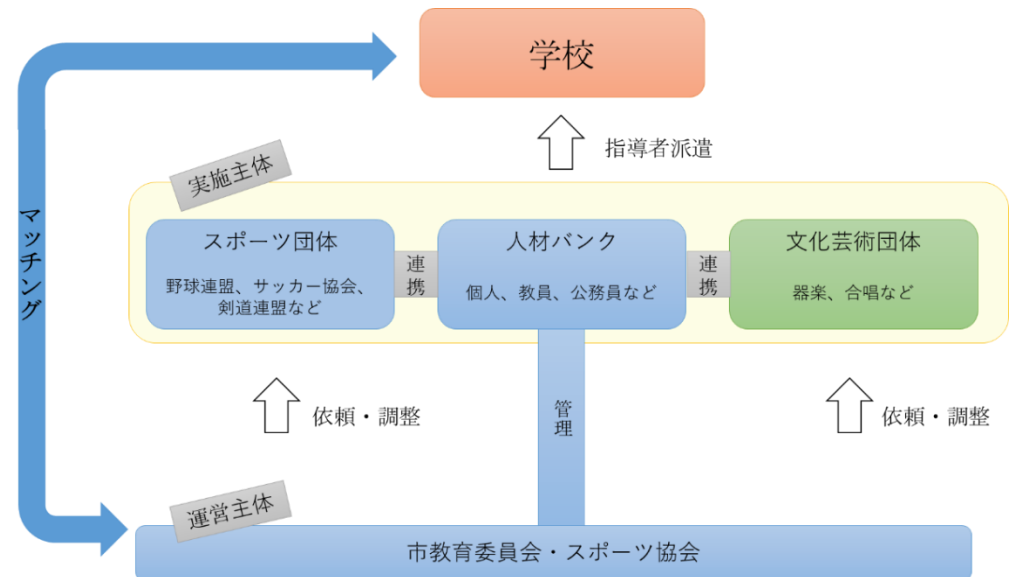 学校
指導者派遣
実施主体
マッチング
スポーツ団体
野球連盟、サッカー協会、
剣道連盟など
連携
人材バンク
個人、教員、公務員など
連携
文化芸術団体
器楽、合唱など
依頼・調整
管理
依頼・調整
運営主体
市教育委員会・スポーツ協会